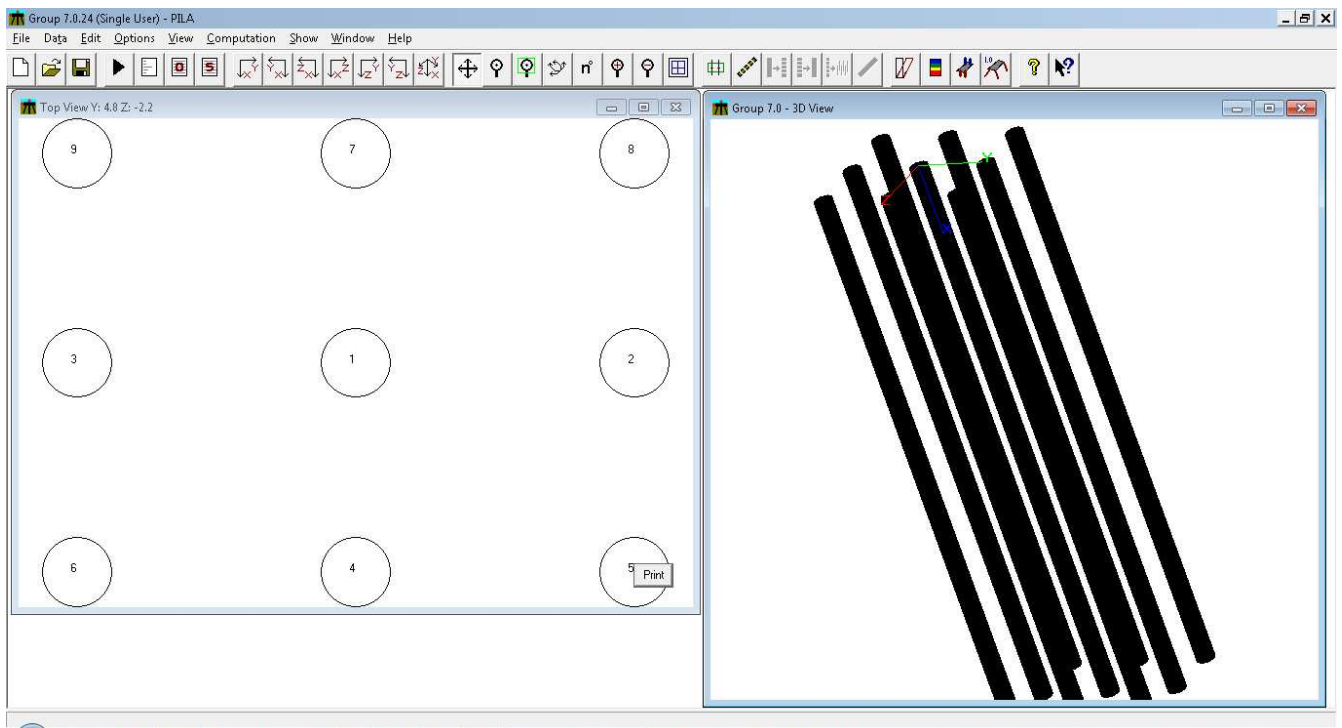 Group 7.0.24 (Single User) - PILA
File Data Edit Options View Computation Show Window Help
Top View Y: 4.8 Z: -2.2
9 7 8
3 1 2
6 4 5
Print
Group 7.0 - 3D View
Y
X